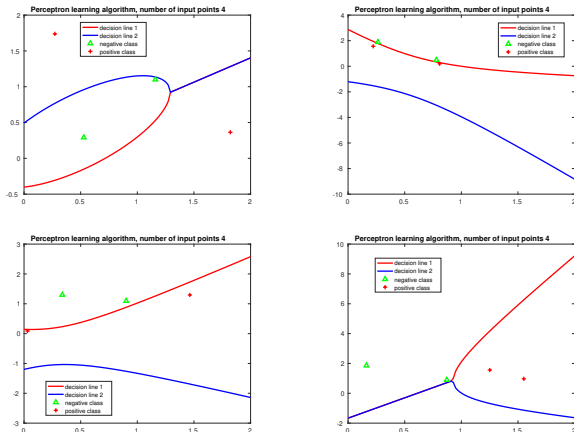 Perceptron learning algorithm, number of input points 4
2
1.5
1
0.5
0
-0.5
0
0.5
1
1.5
2
decision line 1
decision line 2
negative class
positive class
Perceptron learning algorithm, number of input points 4
4
2
0
-2
-4
-6
-8
-10
0
0.5
1
1.5
2
decision line 1
decision line 2
negative class
positive class
Perceptron learning algorithm, number of input points 4
3
2
1
0
-1
-2
-3
0
0.5
1
1.5
2
decision line 1
decision line 2
negative class
positive class
Perceptron learning algorithm, number of input points 4
10
8
6
4
2
0
-2
0
0.5
1
1.5
2
decision line 1
decision line 2
negative class
positive class